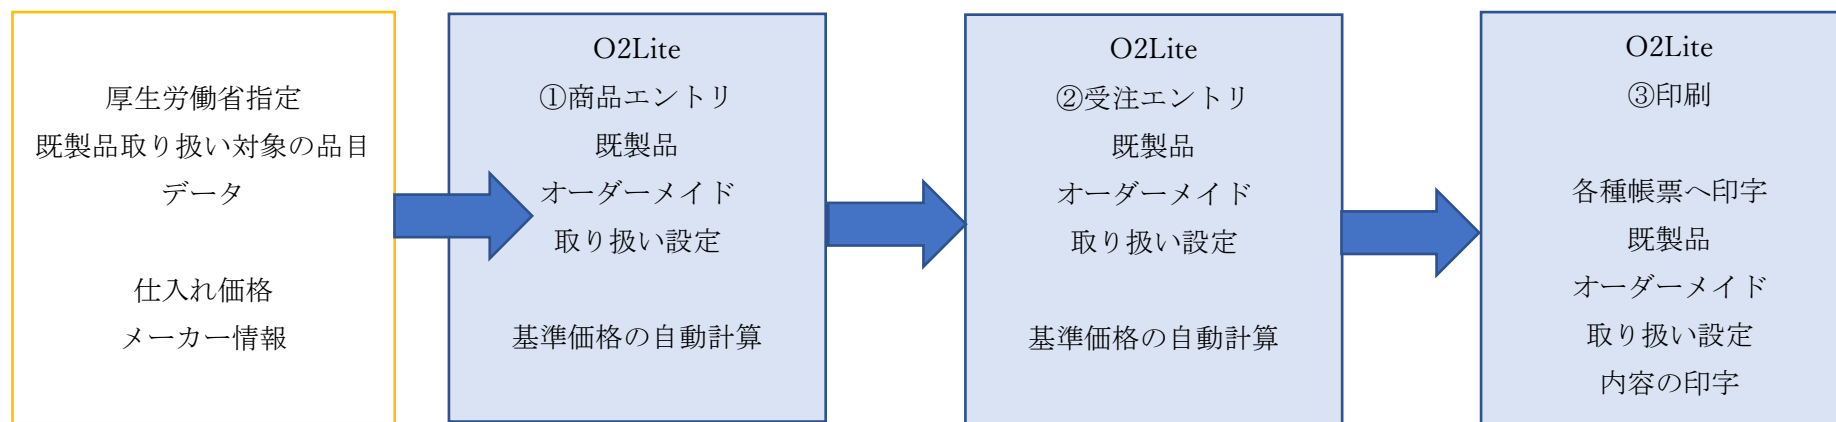 厚生労働省指定
既製品取り扱い対象の品目
データ
仕入れ価格
メーカー情報
O2Lite
①商品エントリ
既製品
オーダーメイド
取り扱い設定
基準価格の自動計算
O2Lite
②受注エントリ
既製品
オーダーメイド
取り扱い設定
基準価格の自動計算
O2Lite
③印刷
各種帳票へ印字
既製品
オーダーメイド
取り扱い設定
内容の印字